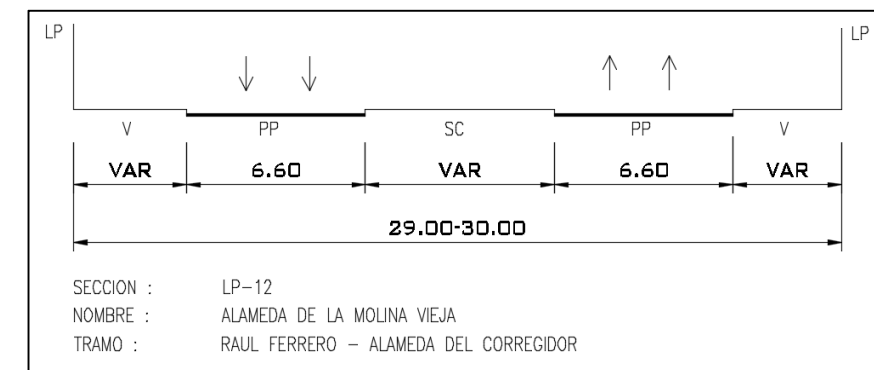 LP LP
V PP SC PP V
VAR 6.60 VAR 6.60 VAR
29.00-30.00
SECCION : LP-12
NOMBRE : ALAMEDA DE LA MOLINA VIEJA
TRAMO : RAUL FERRERO - ALAMEDA DEL CORREGIDOR